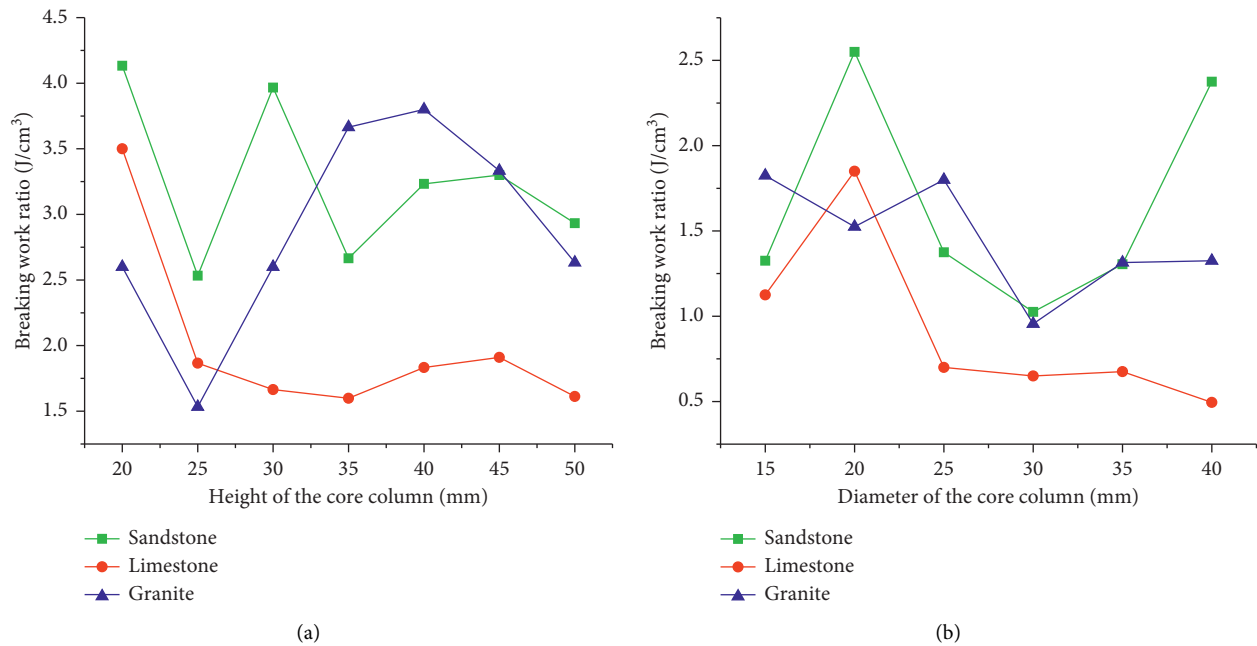 4.5
4.0
3.5
3.0
2.5
2.0
1.5
Breaking work ratio (J/cm³)
20 25 30 35 40 45 50
Height of the core column (mm)
Sandstone
Limestone
Granite
(a)
2.5
2.0
1.5
1.0
0.5
Breaking work ratio (J/cm³)
15 20 25 30 35 40
Diameter of the core column (mm)
Sandstone
Limestone
Granite
(b)